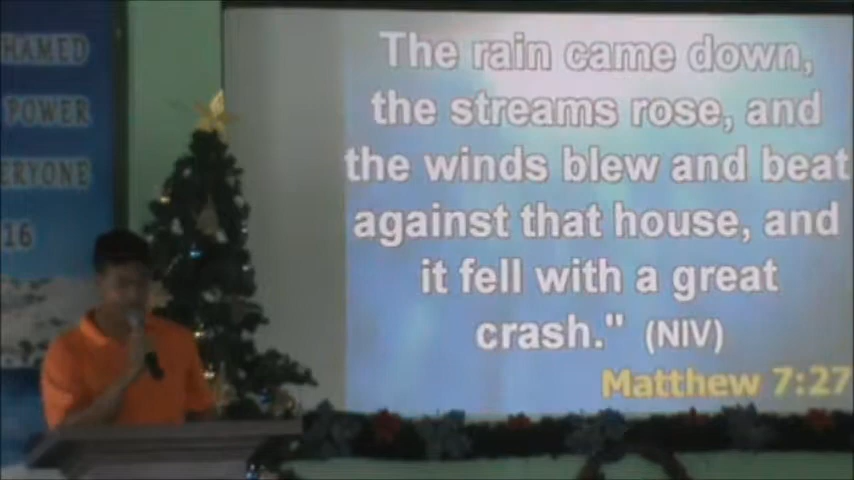 HAMED
POWER
ERYONE
16
The rain came down,
the streams rose, and
the winds blew and beat
against that house, and
it fell with a great
crash." (NIV)
Matthew 7:27